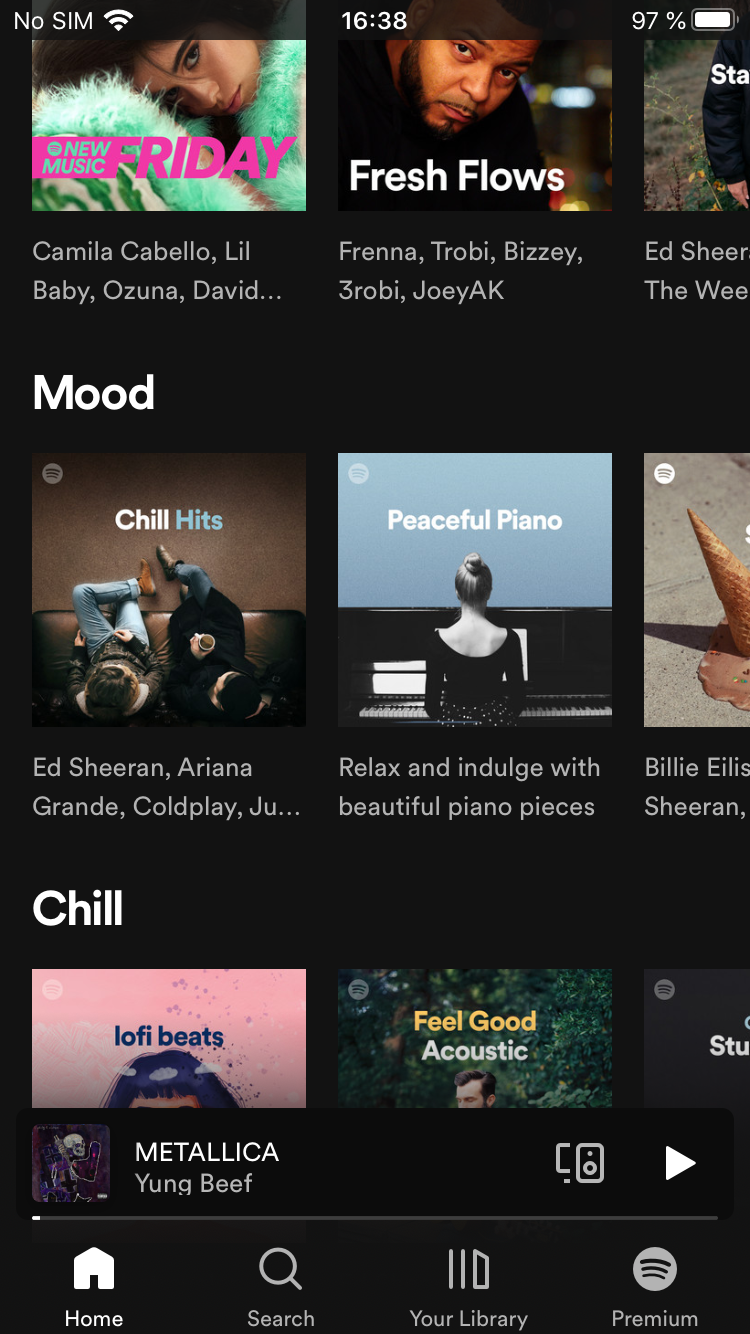 No SIM 16:38 97 %
NEW
MUSIC FRIDAY
Fresh Flows
Sta
Camila Cabello, Lil
Baby, Ozuna, David...
Frenna, Trobi, Bizzey,
3robi, JoeyAK
Ed Sheer
The Wee
Mood
Chill Hits
Peaceful Piano
Ed Sheeran, Ariana
Grande, Coldplay, Ju...
Relax and indulge with
beautiful piano pieces
Billie Eilis
Sheeran,
Chill
lofi beats
Feel Good
Acoustic
Stu
METALLICA
Yung Beef
Home
Search
Your Library
Premium